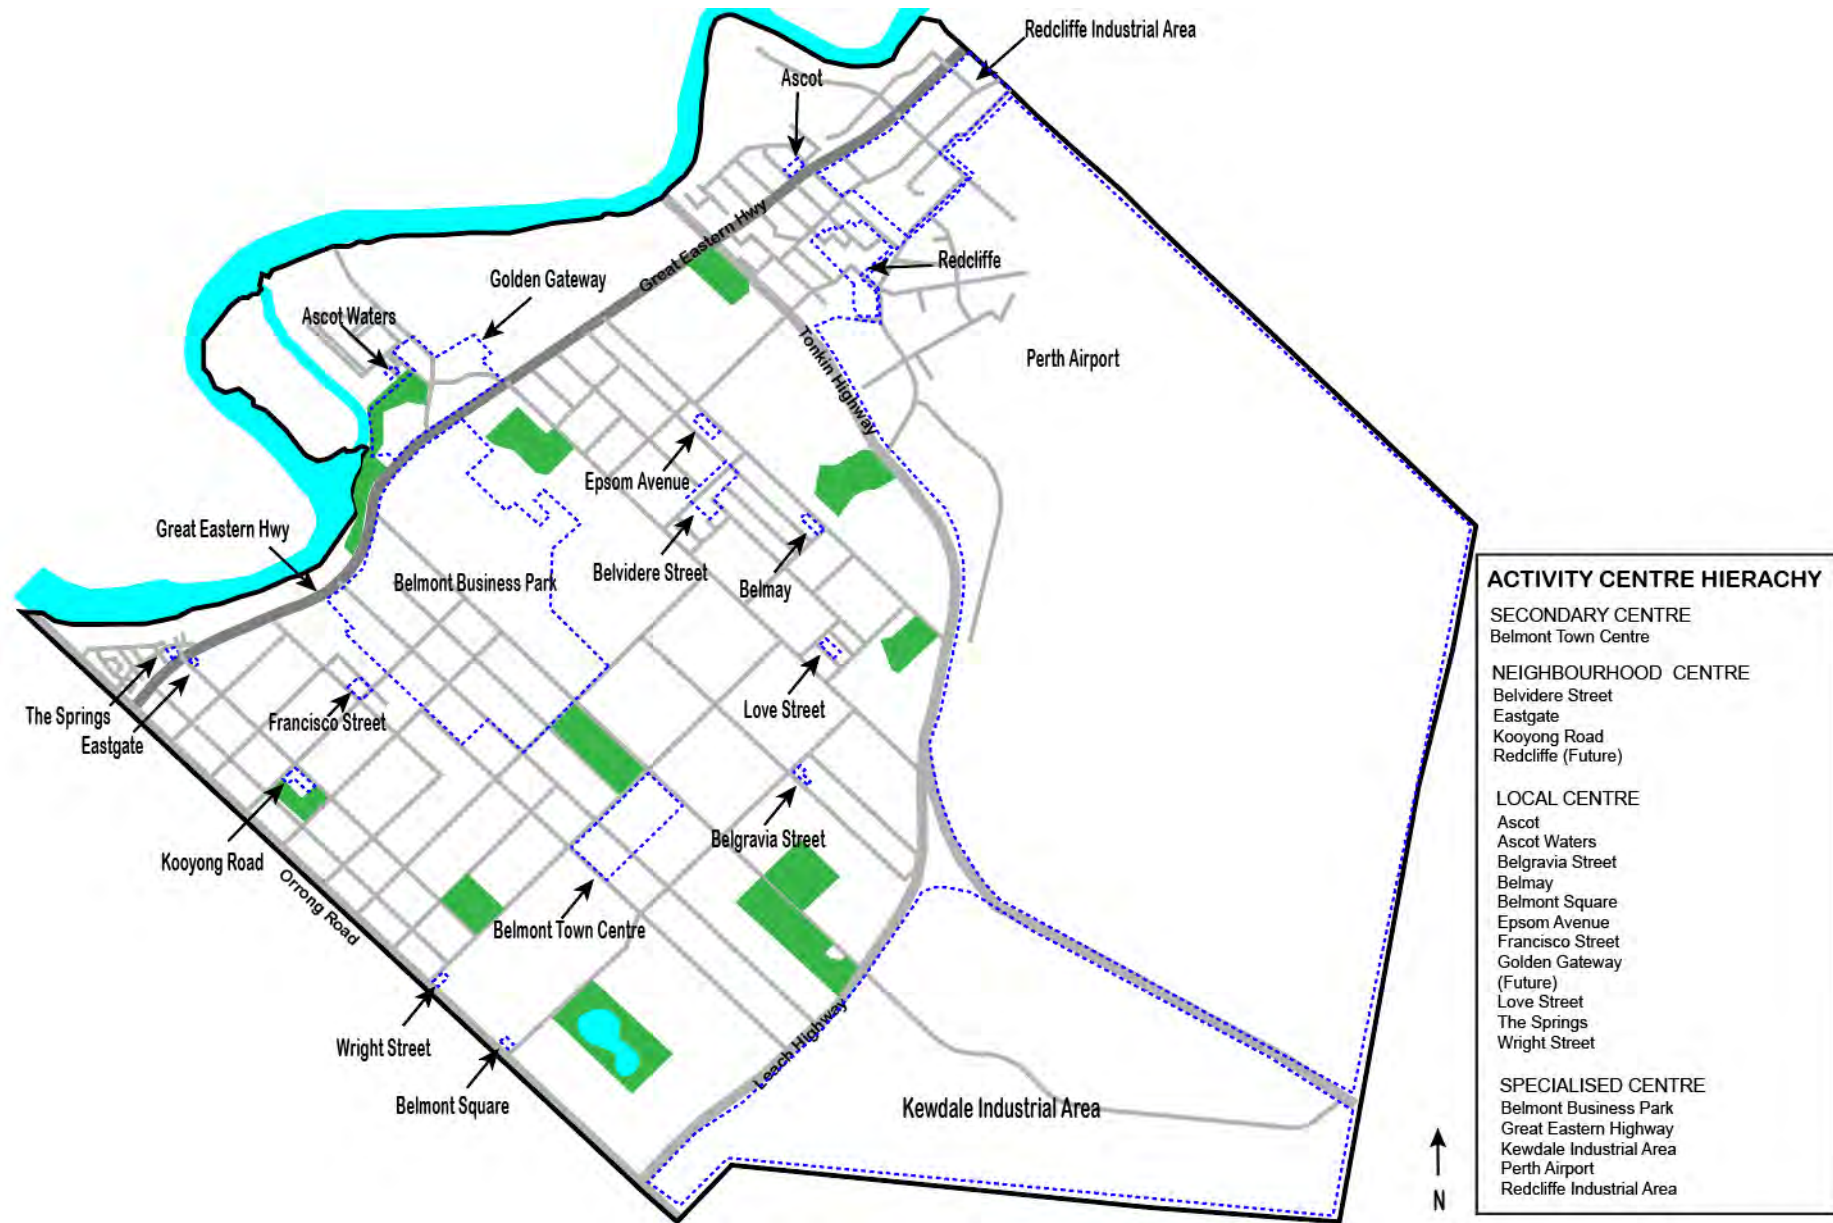 Redcliffe Industrial Area
Ascot
Great Eastern Hwy
Redcliffe
Golden Gateway
Ascot Waters
Tonkin Highway
Perth Airport
Epsom Avenue
Great Eastern Hwy
Belmont Business Park
Belvidere Street
Belmay
The Springs
Eastgate
Francisco Street
Love Street
Kooyong Road
Belgravia Street
Orrong Road
Belmont Town Centre
Wright Street
Belmont Square
Leach Highway
Kewdale Industrial Area
N
ACTIVITY CENTRE HIERACHY
SECONDARY CENTRE
Belmont Town Centre
NEIGHBOURHOOD CENTRE
Belvidere Street
Eastgate
Kooyong Road
Redcliffe (Future)
LOCAL CENTRE
Ascot
Ascot Waters
Belgravia Street
Belmay
Belmont Square
Epsom Avenue
Francisco Street
Golden Gateway
(Future)
Love Street
The Springs
Wright Street
SPECIALISED CENTRE
Belmont Business Park
Great Eastern Highway
Kewdale Industrial Area
Perth Airport
Redcliffe Industrial Area